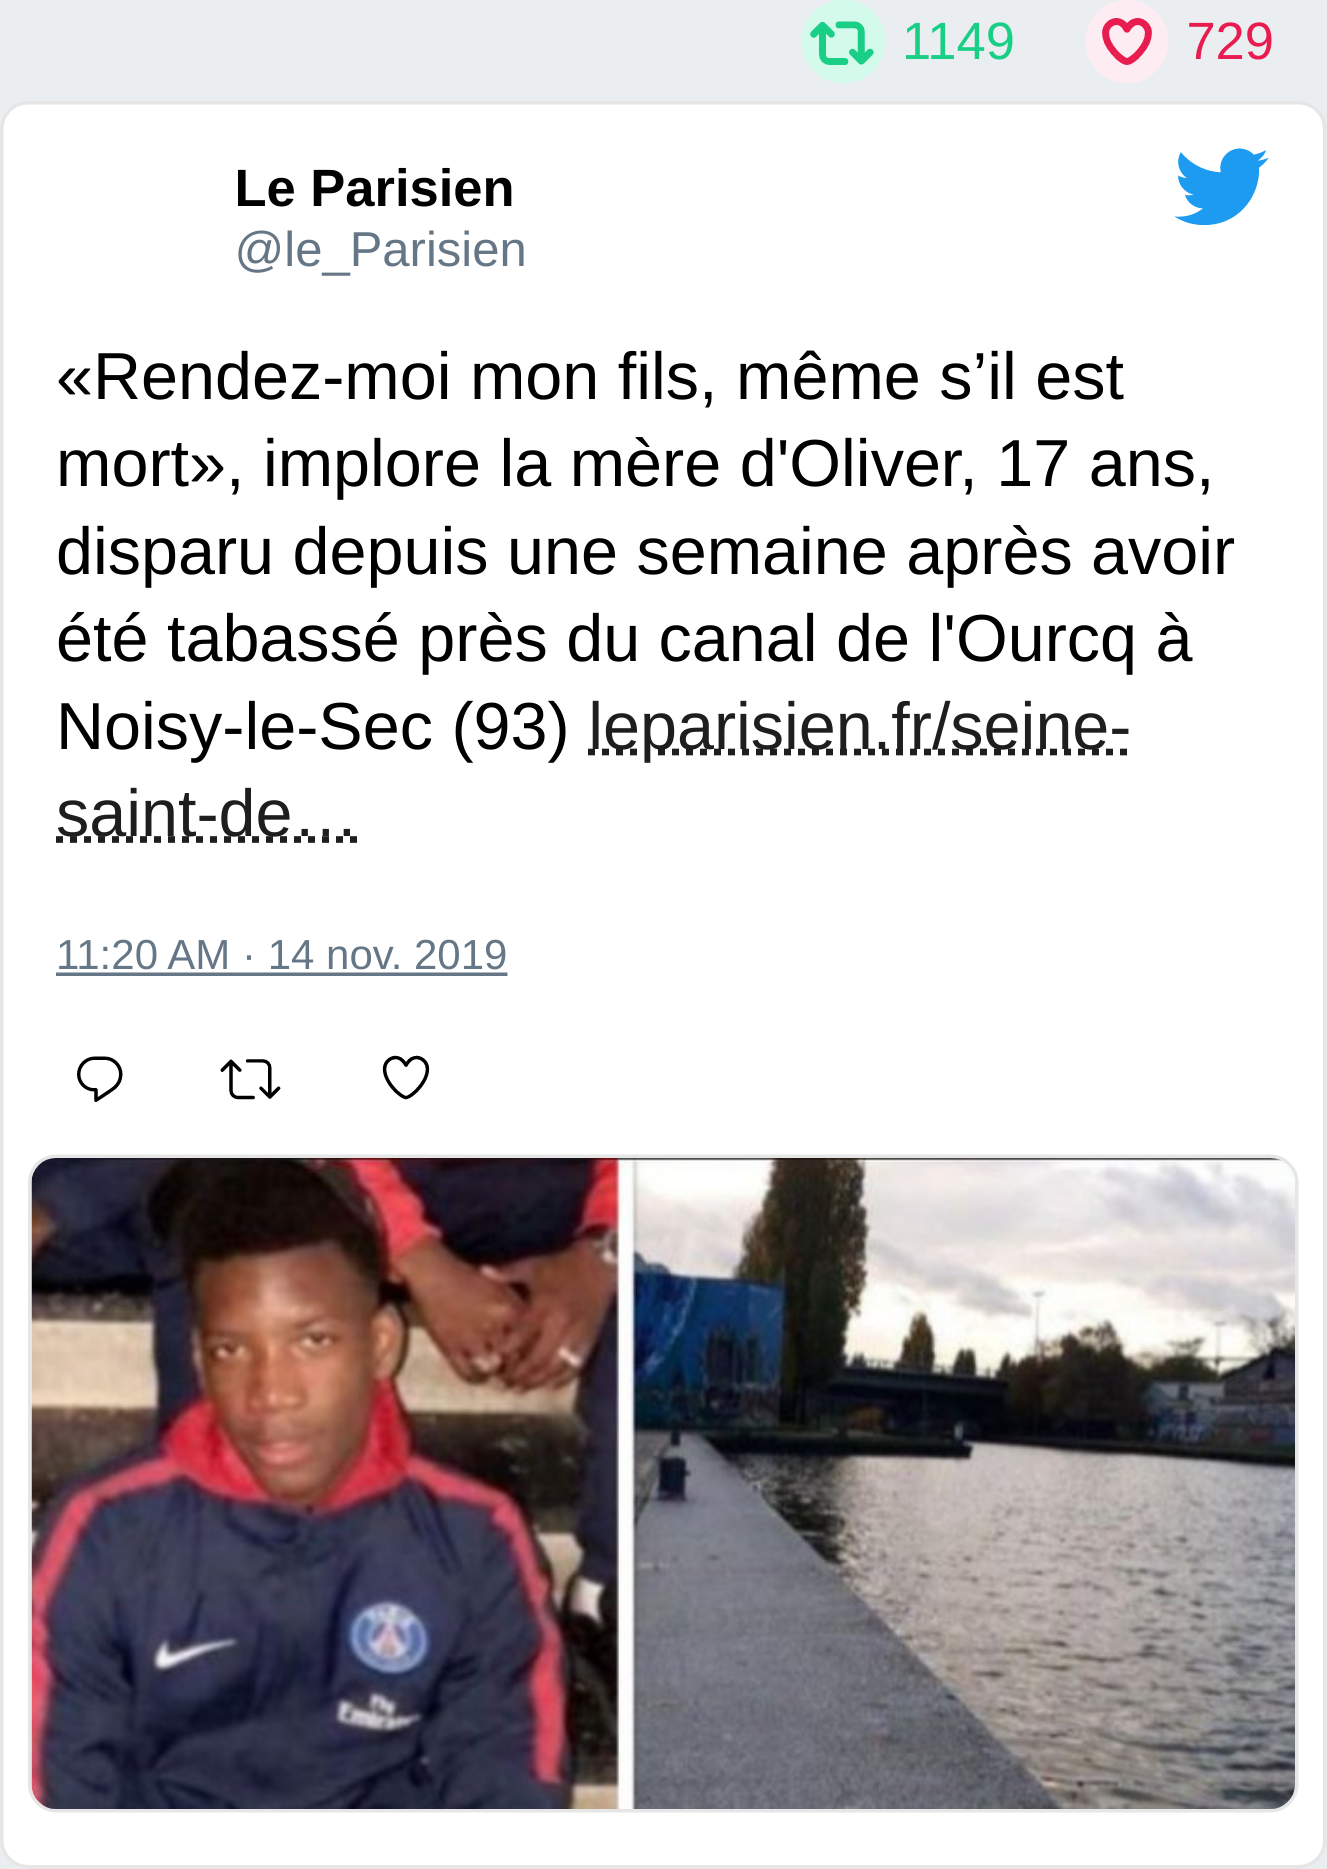 1149 729
Le Parisien
@le_Parisien
«Rendez-moi mon fils, même s’il est
mort», implore la mère d'Oliver, 17 ans,
disparu depuis une semaine après avoir
été tabassé près du canal de l'Ourcq à
Noisy-le-Sec (93) leparisien.fr/seine-
saint-de…
11:20 AM · 14 nov. 2019
Fly
Emirates